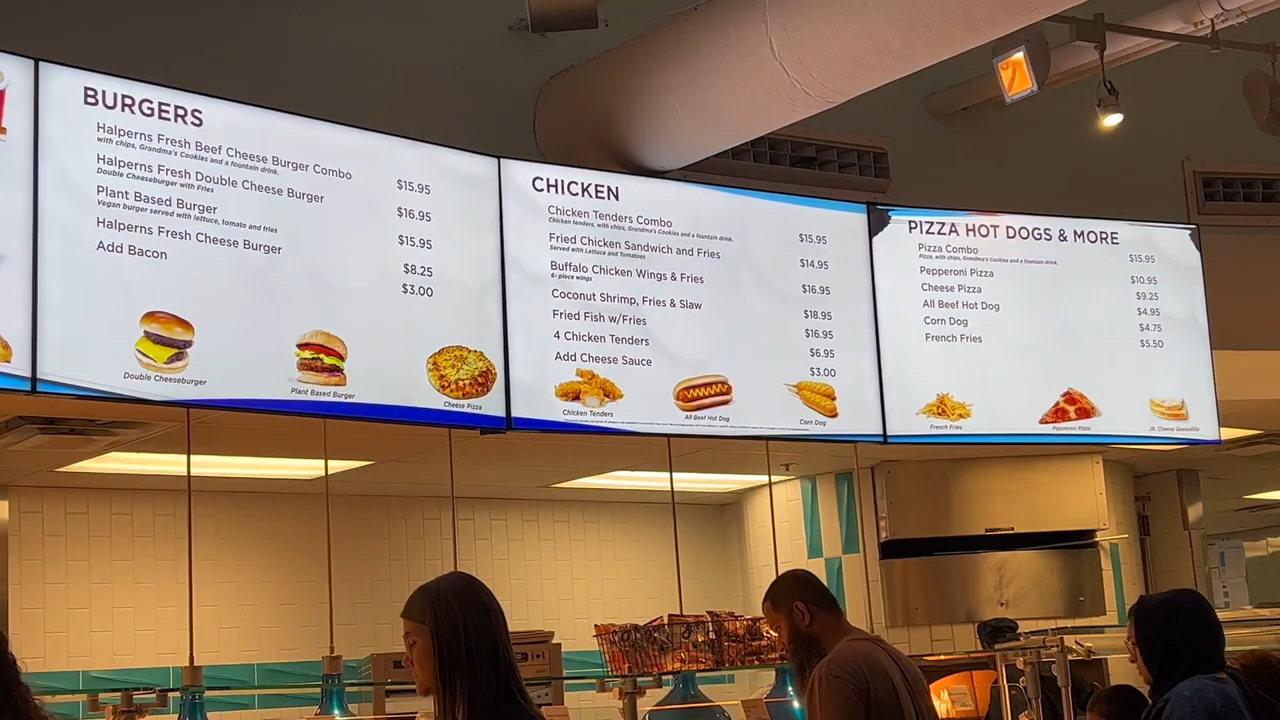 BURGERS
Halperns Fresh Beef Cheese Burger Combo $15.95
with chips, Grandma's Cookies and a fountain drink.
Halperns Fresh Double Cheese Burger $16.95
Double Cheeseburger with Fries
Plant Based Burger $15.95
Vegan burger served with lettuce, tomato and fries
Halperns Fresh Cheese Burger $8.25
Add Bacon $3.00
Double Cheeseburger
Plant Based Burger
Cheese Pizza
CHICKEN
Chicken Tenders Combo $15.95
Chicken tenders, with chips, Grandma's Cookies and a fountain drink.
Fried Chicken Sandwich and Fries $14.95
Served with Lettuce and Tomatoes
Buffalo Chicken Wings & Fries $16.95
6- piece wings
Coconut Shrimp, Fries & Slaw $18.95
Fried Fish w/Fries $16.95
4 Chicken Tenders $6.95
Add Cheese Sauce $3.00
Chicken Tenders
All Beef Hot Dog
Corn Dog
PIZZA HOT DOGS & MORE
Pizza Combo $15.95
Pizza, with chips, Grandma's Cookies and a fountain drink.
Pepperoni Pizza $10.95
Cheese Pizza $9.25
All Beef Hot Dog $4.95
Corn Dog $4.75
French Fries $5.50
French Fries
Pepperoni Pizza
JR. Cheese Quesadilla